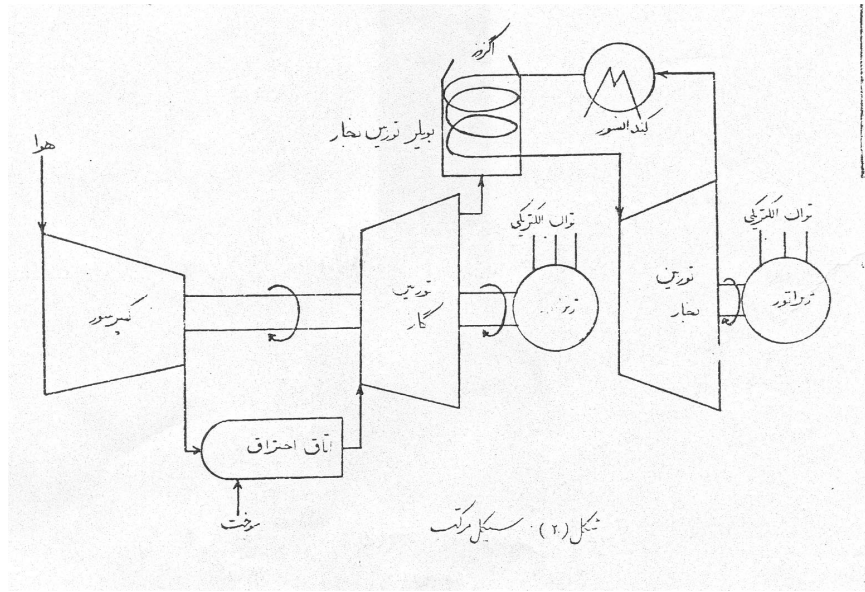 اگزوز
کندانسور
بویلر توربین بخار
هوا
توان الکتریکی
توان الکتریکی
کمپرسور
توربین
گاز
توربین
بخار
ژنراتور
اتاق احتراق
سوخت
شکل (۲) سیکل مرکب